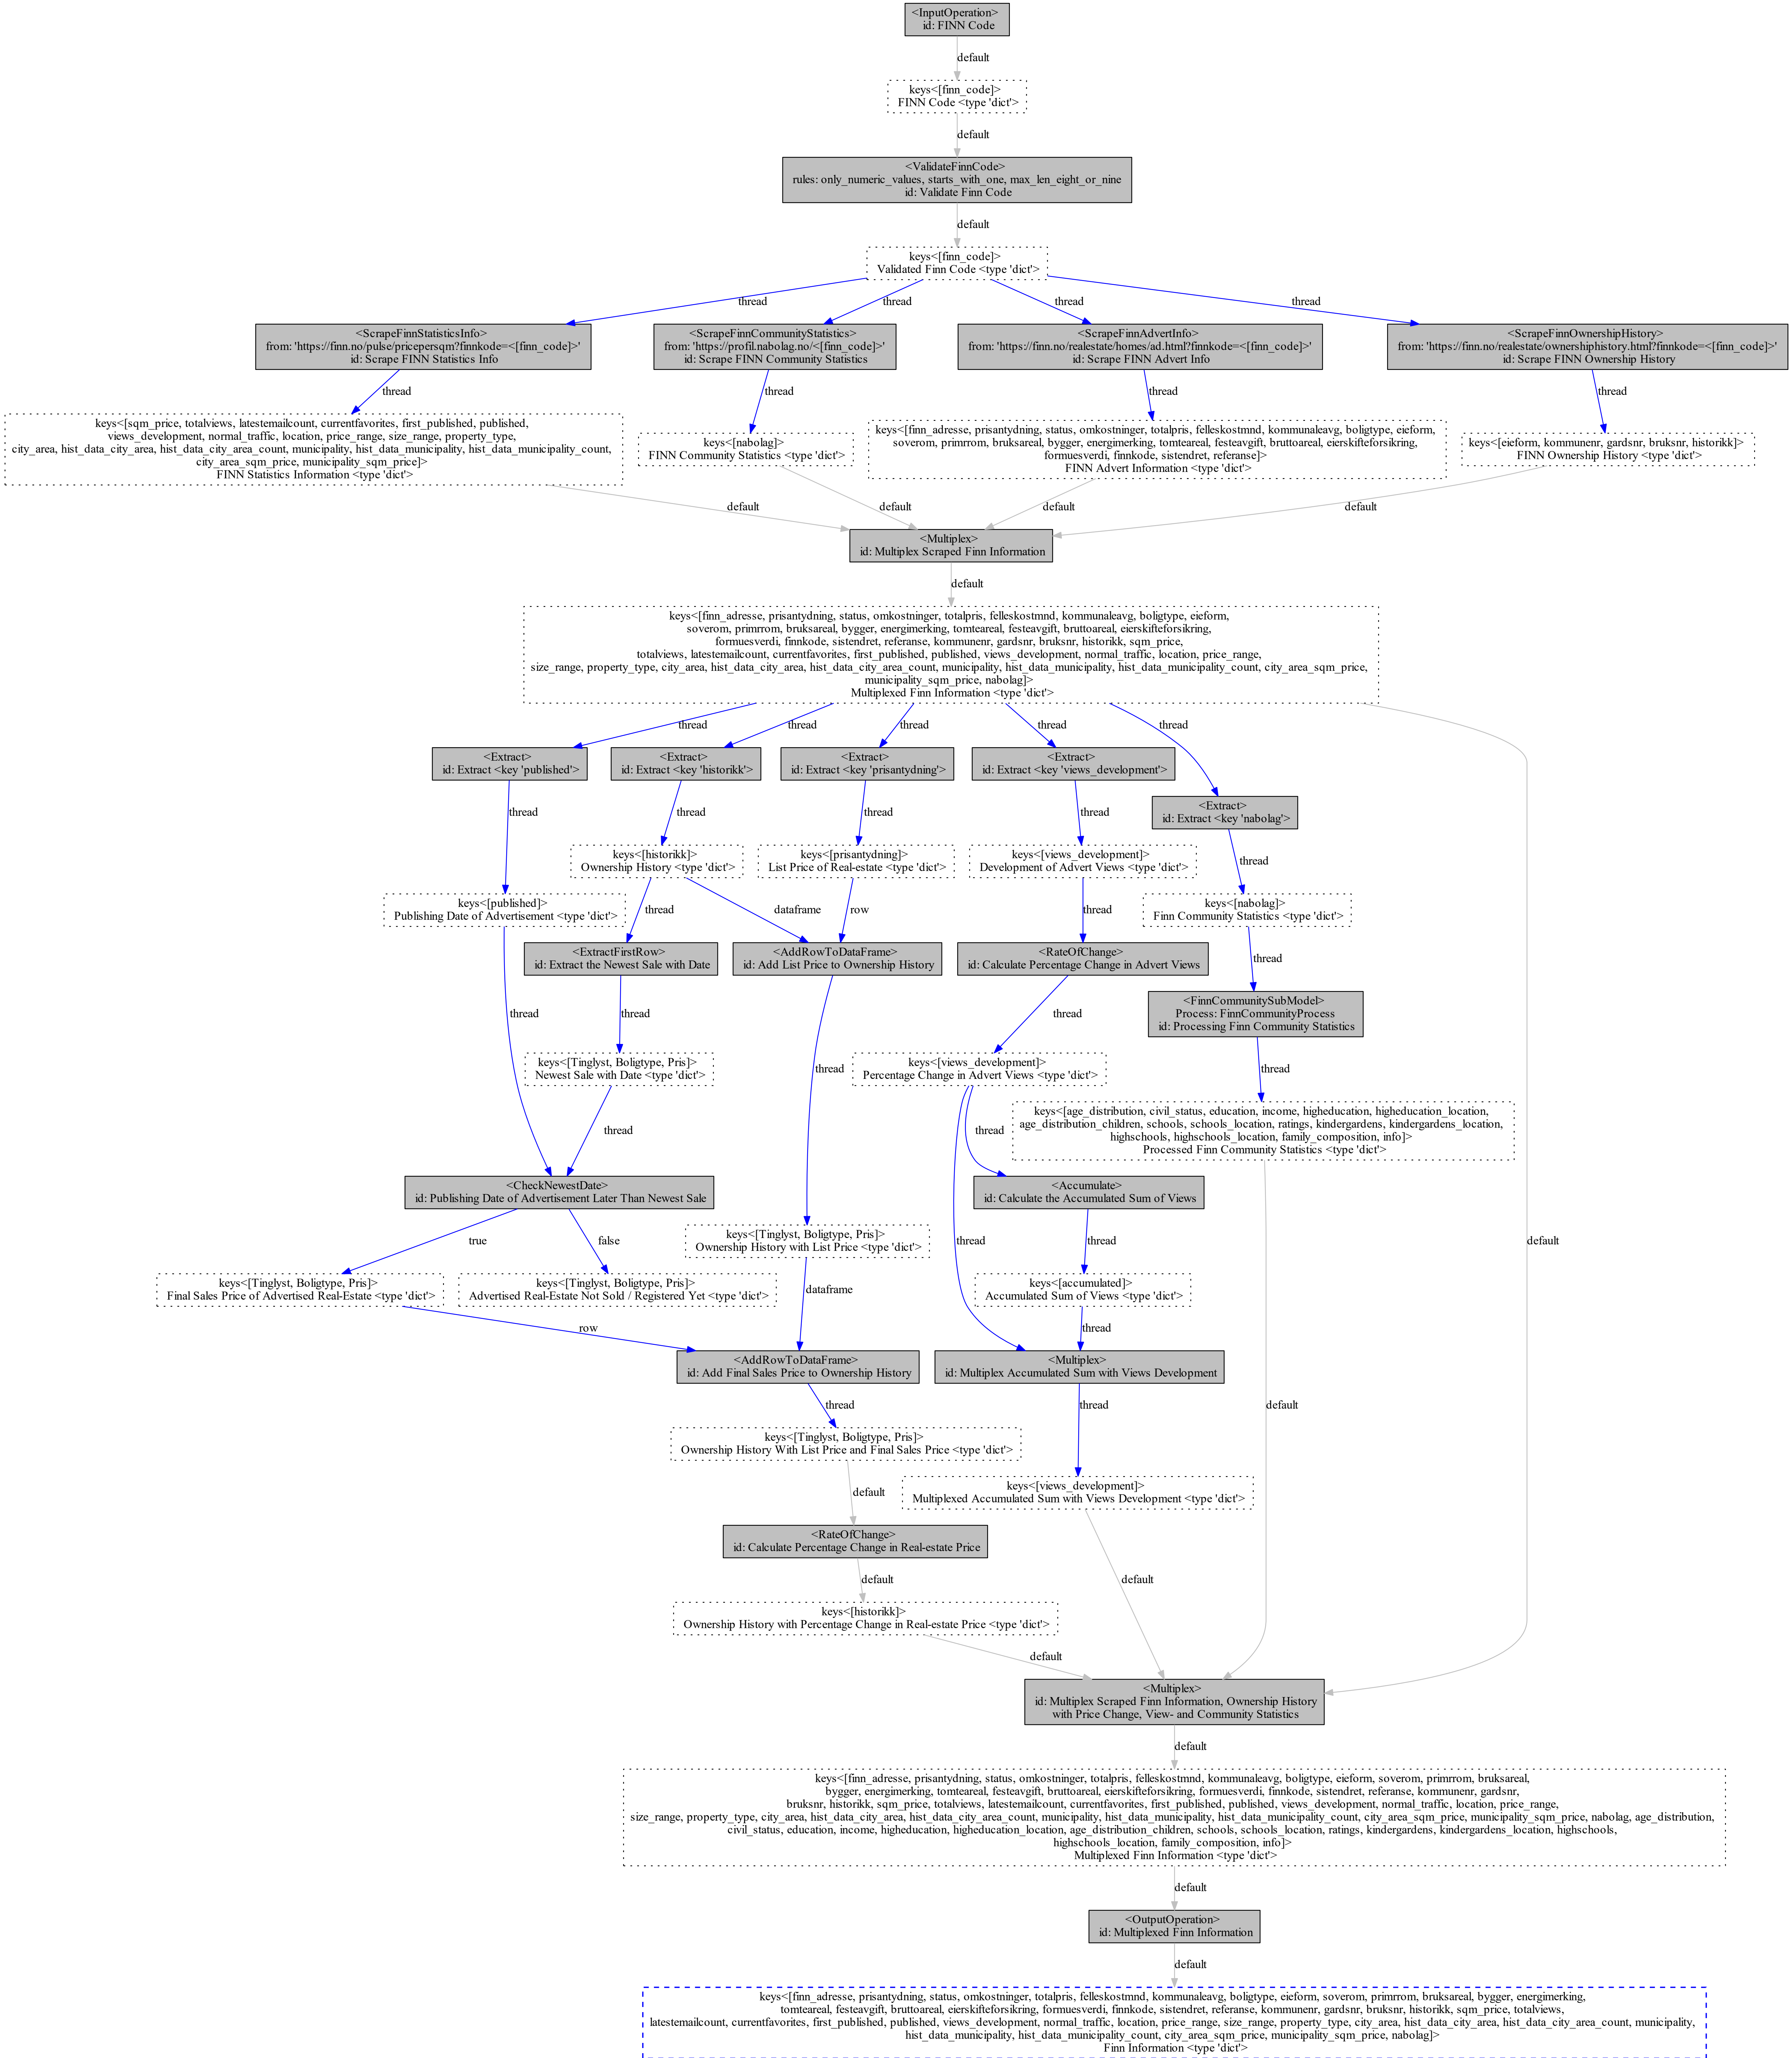 <InputOperation>
id: FINN Code
default
keys<[finn_code]>
FINN Code <type 'dict'>
default
<ValidateFinnCode>
rules: only_numeric_values, starts_with_one, max_len_eight_or_nine
id: Validate Finn Code
default
keys<[finn_code]>
Validated Finn Code <type 'dict'>
thread
thread
thread
thread
<ScrapeFinnStatisticsInfo>
from: 'https://finn.no/pulse/pricepersqm?finnkode=<[finn_code]>'
id: Scrape FINN Statistics Info
<ScrapeFinnCommunityStatistics>
from: 'https://profil.nabolag.no/<[finn_code]>'
id: Scrape FINN Community Statistics
<ScrapeFinnAdvertInfo>
from: 'https://finn.no/realestate/homes/ad.html?finnkode=<[finn_code]>'
id: Scrape FINN Advert Info
<ScrapeFinnOwnershipHistory>
from: 'https://finn.no/realestate/ownershiphistory.html?finnkode=<[finn_code]>'
id: Scrape FINN Ownership History
thread
thread
thread
thread
keys<[sqm_price, totalviews, latestemailcount, currentfavorites, first_published, published,
views_development, normal_traffic, location, price_range, size_range, property_type,
city_area, hist_data_city_area, hist_data_city_area_count, municipality, hist_data_municipality, hist_data_municipality_count,
city_area_sqm_price, municipality_sqm_price]>
FINN Statistics Information <type 'dict'>
keys<[nabolag]>
FINN Community Statistics <type 'dict'>
keys<[finn_adresse, prisantydning, status, omkostninger, totalpris, felleskostmnd, kommunaleavg, boligtype, eieform,
soverom, primrrom, bruksareal, bygger, energimerking, tomteareal, festeavgift, bruttoareal, eierskifteforsikring,
formuesverdi, finnkode, sistendret, referanse]>
FINN Advert Information <type 'dict'>
keys<[eieform, kommunenr, gardsnr, bruksnr, historikk]>
FINN Ownership History <type 'dict'>
default
default
default
default
<Multiplex>
id: Multiplex Scraped Finn Information
default
keys<[finn_adresse, prisantydning, status, omkostninger, totalpris, felleskostmnd, kommunaleavg, boligtype, eieform,
soverom, primrrom, bruksareal, bygger, energimerking, tomteareal, festeavgift, bruttoareal, eierskifteforsikring,
formuesverdi, finnkode, sistendret, referanse, kommunenr, gardsnr, bruksnr, historikk, sqm_price,
totalviews, latestemailcount, currentfavorites, first_published, published, views_development, normal_traffic, location, price_range,
size_range, property_type, city_area, hist_data_city_area, hist_data_city_area_count, municipality, hist_data_municipality, hist_data_municipality_count, city_area_sqm_price,
municipality_sqm_price, nabolag]>
Multiplexed Finn Information <type 'dict'>
thread
thread
thread
thread
thread
<Extract>
id: Extract <key 'published'>
<Extract>
id: Extract <key 'historikk'>
<Extract>
id: Extract <key 'prisantydning'>
<Extract>
id: Extract <key 'views_development'>
<Extract>
id: Extract <key 'nabolag'>
thread
thread
thread
thread
thread
keys<[historikk]>
Ownership History <type 'dict'>
keys<[prisantydning]>
List Price of Real-estate <type 'dict'>
keys<[views_development]>
Development of Advert Views <type 'dict'>
keys<[published]>
Publishing Date of Advertisement <type 'dict'>
keys<[nabolag]>
Finn Community Statistics <type 'dict'>
thread
dataframe
row
thread
<ExtractFirstRow>
id: Extract the Newest Sale with Date
<AddRowToDataFrame>
id: Add List Price to Ownership History
<RateOfChange>
id: Calculate Percentage Change in Advert Views
thread
<FinnCommunitySubModel>
Process: FinnCommunityProcess
id: Processing Finn Community Statistics
thread
thread
thread
thread
thread
keys<[Tinglyst, Boligtype, Pris]>
Newest Sale with Date <type 'dict'>
keys<[views_development]>
Percentage Change in Advert Views <type 'dict'>
keys<[age_distribution, civil_status, education, income, higheducation, higheducation_location,
age_distribution_children, schools, schools_location, ratings, kindergardens, kindergardens_location,
highschools, highschools_location, family_composition, info]>
Processed Finn Community Statistics <type 'dict'>
thread
thread
<CheckNewestDate>
id: Publishing Date of Advertisement Later Than Newest Sale
<Accumulate>
id: Calculate the Accumulated Sum of Views
true
false
keys<[Tinglyst, Boligtype, Pris]>
Ownership History with List Price <type 'dict'>
thread
thread
default
keys<[Tinglyst, Boligtype, Pris]>
Final Sales Price of Advertised Real-Estate <type 'dict'>
keys<[Tinglyst, Boligtype, Pris]>
Advertised Real-Estate Not Sold / Registered Yet <type 'dict'>
keys<[accumulated]>
Accumulated Sum of Views <type 'dict'>
dataframe
row
thread
<AddRowToDataFrame>
id: Add Final Sales Price to Ownership History
<Multiplex>
id: Multiplex Accumulated Sum with Views Development
thread
thread
default
keys<[Tinglyst, Boligtype, Pris]>
Ownership History With List Price and Final Sales Price <type 'dict'>
default
keys<[views_development]>
Multiplexed Accumulated Sum with Views Development <type 'dict'>
<RateOfChange>
id: Calculate Percentage Change in Real-estate Price
default
default
keys<[historikk]>
Ownership History with Percentage Change in Real-estate Price <type 'dict'>
default
<Multiplex>
id: Multiplex Scraped Finn Information, Ownership History
with Price Change, View- and Community Statistics
default
keys<[finn_adresse, prisantydning, status, omkostninger, totalpris, felleskostmnd, kommunaleavg, boligtype, eieform, soverom, primrrom, bruksareal,
bygger, energimerking, tomteareal, festeavgift, bruttoareal, eierskifteforsikring, formuesverdi, finnkode, sistendret, referanse, kommunenr, gardsnr,
bruksnr, historikk, sqm_price, totalviews, latestemailcount, currentfavorites, first_published, published, views_development, normal_traffic, location, price_range,
size_range, property_type, city_area, hist_data_city_area, hist_data_city_area_count, municipality, hist_data_municipality, hist_data_municipality_count, city_area_sqm_price, municipality_sqm_price, nabolag, age_distribution,
civil_status, education, income, higheducation, higheducation_location, age_distribution_children, schools, schools_location, ratings, kindergardens, kindergardens_location, highschools,
highschools_location, family_composition, info]>
Multiplexed Finn Information <type 'dict'>
default
<OutputOperation>
id: Multiplexed Finn Information
default
keys<[finn_adresse, prisantydning, status, omkostninger, totalpris, felleskostmnd, kommunaleavg, boligtype, eieform, soverom, primrrom, bruksareal, bygger, energimerking,
tomteareal, festeavgift, bruttoareal, eierskifteforsikring, formuesverdi, finnkode, sistendret, referanse, kommunenr, gardsnr, bruksnr, historikk, sqm_price, totalviews,
latestemailcount, currentfavorites, first_published, published, views_development, normal_traffic, location, price_range, size_range, property_type, city_area, hist_data_city_area, hist_data_city_area_count, municipality,
hist_data_municipality, hist_data_municipality_count, city_area_sqm_price, municipality_sqm_price, nabolag]>
Finn Information <type 'dict'>